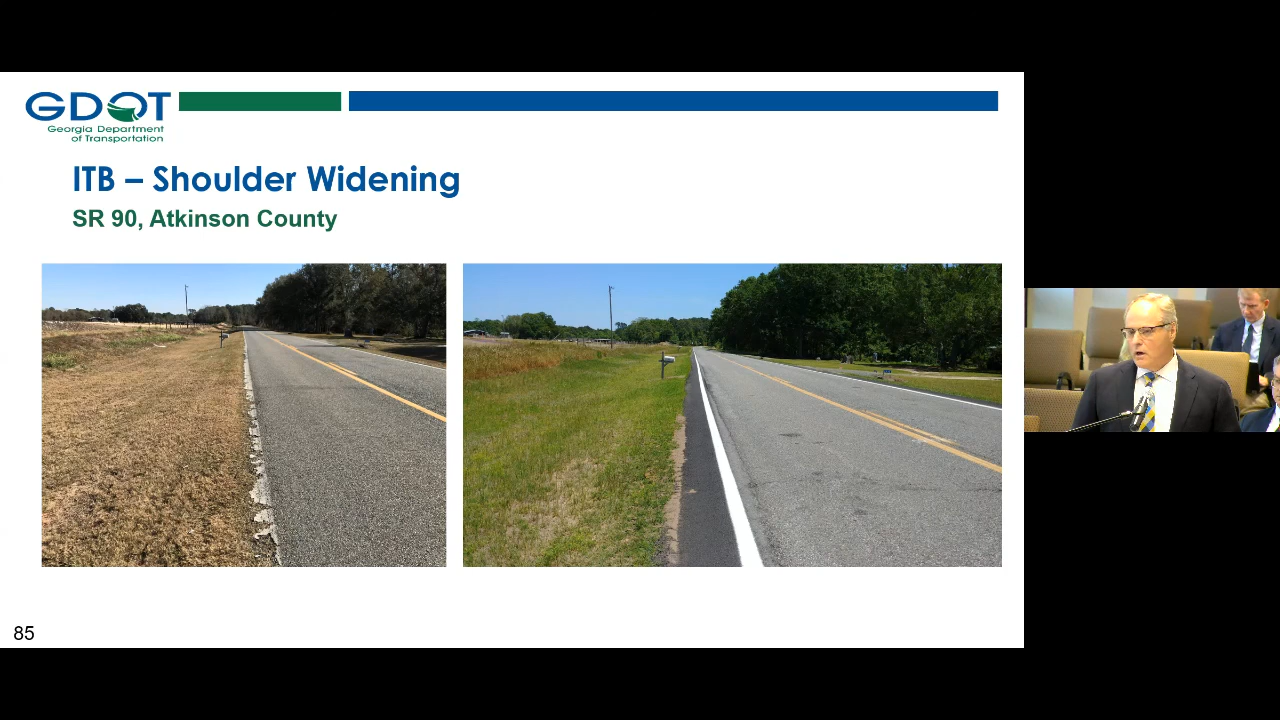 GDOT
Georgia Department
of Transportation
ITB – Shoulder Widening
SR 90, Atkinson County
85